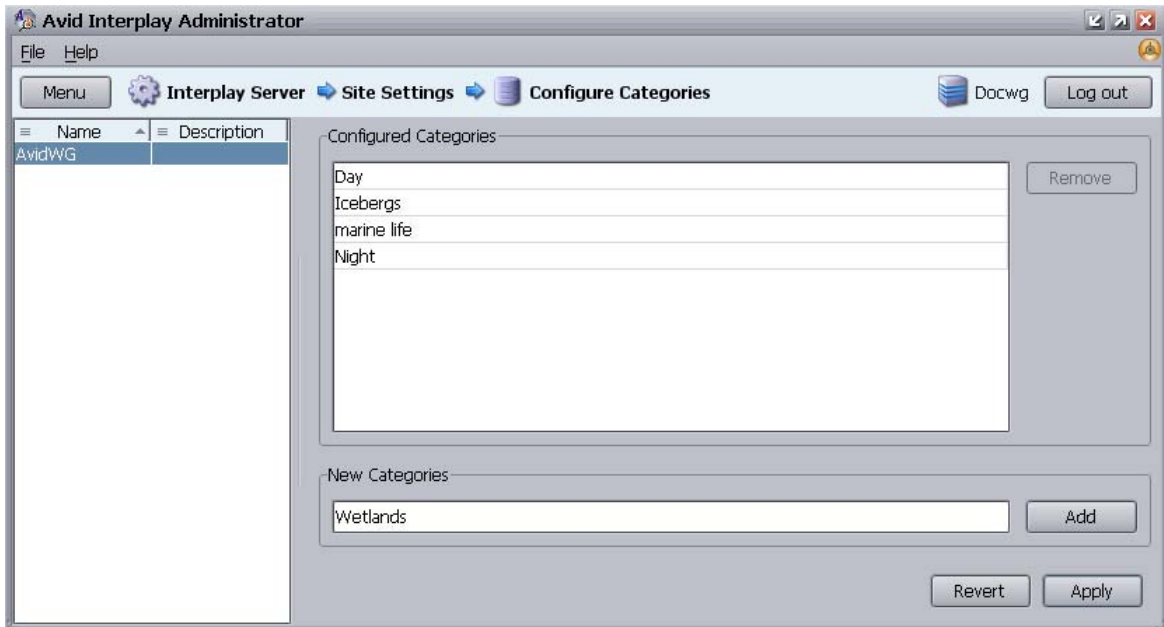 Avid Interplay Administrator
File Help
Menu Interplay Server Site Settings Configure Categories Docwg Log out
Name Description
AvidWG
Configured Categories
Day
Icebergs
marine life
Night
Remove
New Categories
Wetlands
Add
Revert Apply